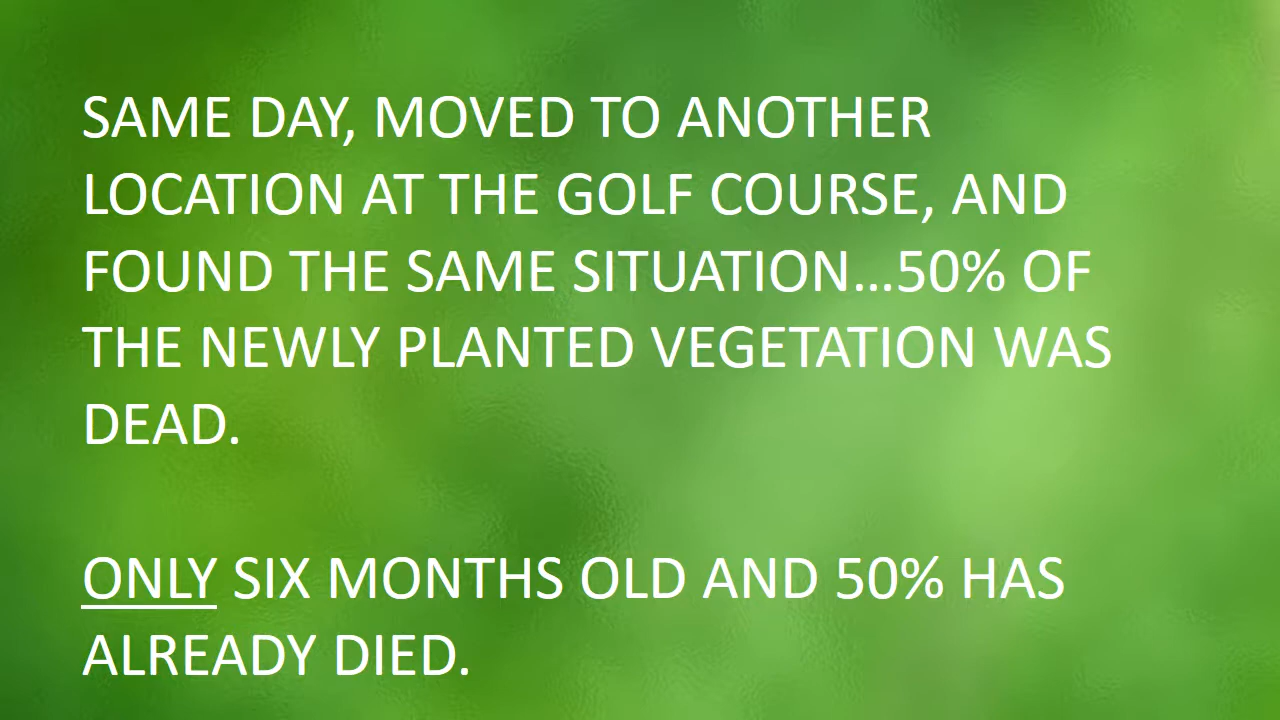 SAME DAY, MOVED TO ANOTHER
LOCATION AT THE GOLF COURSE, AND
FOUND THE SAME SITUATION...50% OF
THE NEWLY PLANTED VEGETATION WAS
DEAD.
ONLY SIX MONTHS OLD AND 50% HAS
ALREADY DIED.